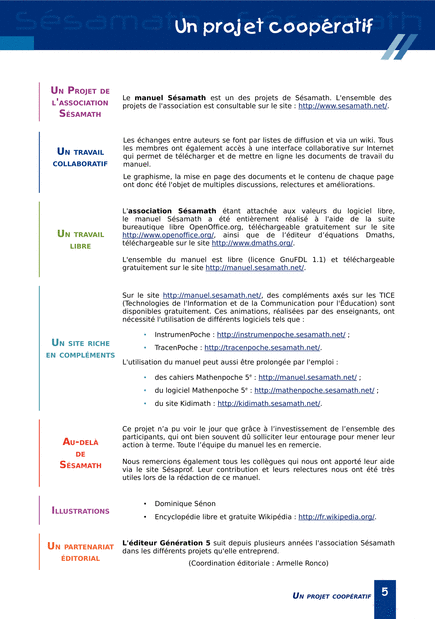 Sésamath
Sésamath
Un projet coopératif
UN PROJET DE
L'ASSOCIATION
SÉSAMATH
Le manuel Sésamath est un des projets de Sésamath. L'ensemble des
projets de l'association est consultable sur le site : http://www.sesamath.net/.
UN TRAVAIL
COLLABORATIF
Les échanges entre auteurs se font par listes de diffusion et via un wiki. Tous
les membres ont également accès à une interface collaborative sur Internet
qui permet de télécharger et de mettre en ligne les documents de travail du
manuel.
Le graphisme, la mise en page des documents et le contenu de chaque page
ont donc été l'objet de multiples discussions, relectures et améliorations.
UN TRAVAIL
LIBRE
L'association Sésamath étant attachée aux valeurs du logiciel libre,
le manuel Sésamath a été entièrement réalisé à l'aide de la suite
bureautique libre OpenOffice.org, téléchargeable gratuitement sur le site
http://www.openoffice.org/, ainsi que de l'éditeur d'équations Dmaths,
téléchargeable sur le site http://www.dmaths.org/.
L'ensemble du manuel est libre (licence GnuFDL 1.1) et téléchargeable
gratuitement sur le site http://manuel.sesamath.net/.
UN SITE RICHE
EN COMPLÉMENTS
Sur le site http://manuel.sesamath.net/, des compléments axés sur les TICE
(Technologies de l'Information et de la Communication pour l'Éducation) sont
disponibles gratuitement. Ces animations, réalisées par des enseignants, ont
nécessité l'utilisation de différents logiciels tels que :
• InstrumenPoche : http://instrumenpoche.sesamath.net/ ;
• TracenPoche : http://tracenpoche.sesamath.net/.
L'utilisation du manuel peut aussi être prolongée par l'emploi :
• des cahiers Mathenpoche 5e : http://manuel.sesamath.net/ ;
• du logiciel Mathenpoche 5e : http://mathenpoche.sesamath.net/ ;
• du site Kidimath : http://kidimath.sesamath.net/.
AU-DELÀ
DE
SÉSAMATH
Ce projet n'a pu voir le jour que grâce à l'investissement de l'ensemble des
participants, qui ont bien souvent dû solliciter leur entourage pour mener leur
action à terme. Toute l'équipe du manuel les en remercie.
Nous remercions également tous les collègues qui nous ont apporté leur aide
via le site Sésaprof. Leur contribution et leurs relectures nous ont été très
utiles lors de la rédaction de ce manuel.
ILLUSTRATIONS
• Dominique Sénon
• Encyclopédie libre et gratuite Wikipédia : http://fr.wikipedia.org/.
UN PARTENARIAT
ÉDITORIAL
L'éditeur Génération 5 suit depuis plusieurs années l'association Sésamath
dans les différents projets qu'elle entreprend.
(Coordination éditoriale : Armelle Ronco)
UN PROJET COOPÉRATIF 5